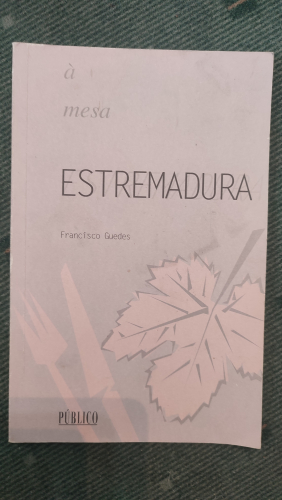 à
mesa
ESTREMADURA
Francisco Guedes
PÚBLICO